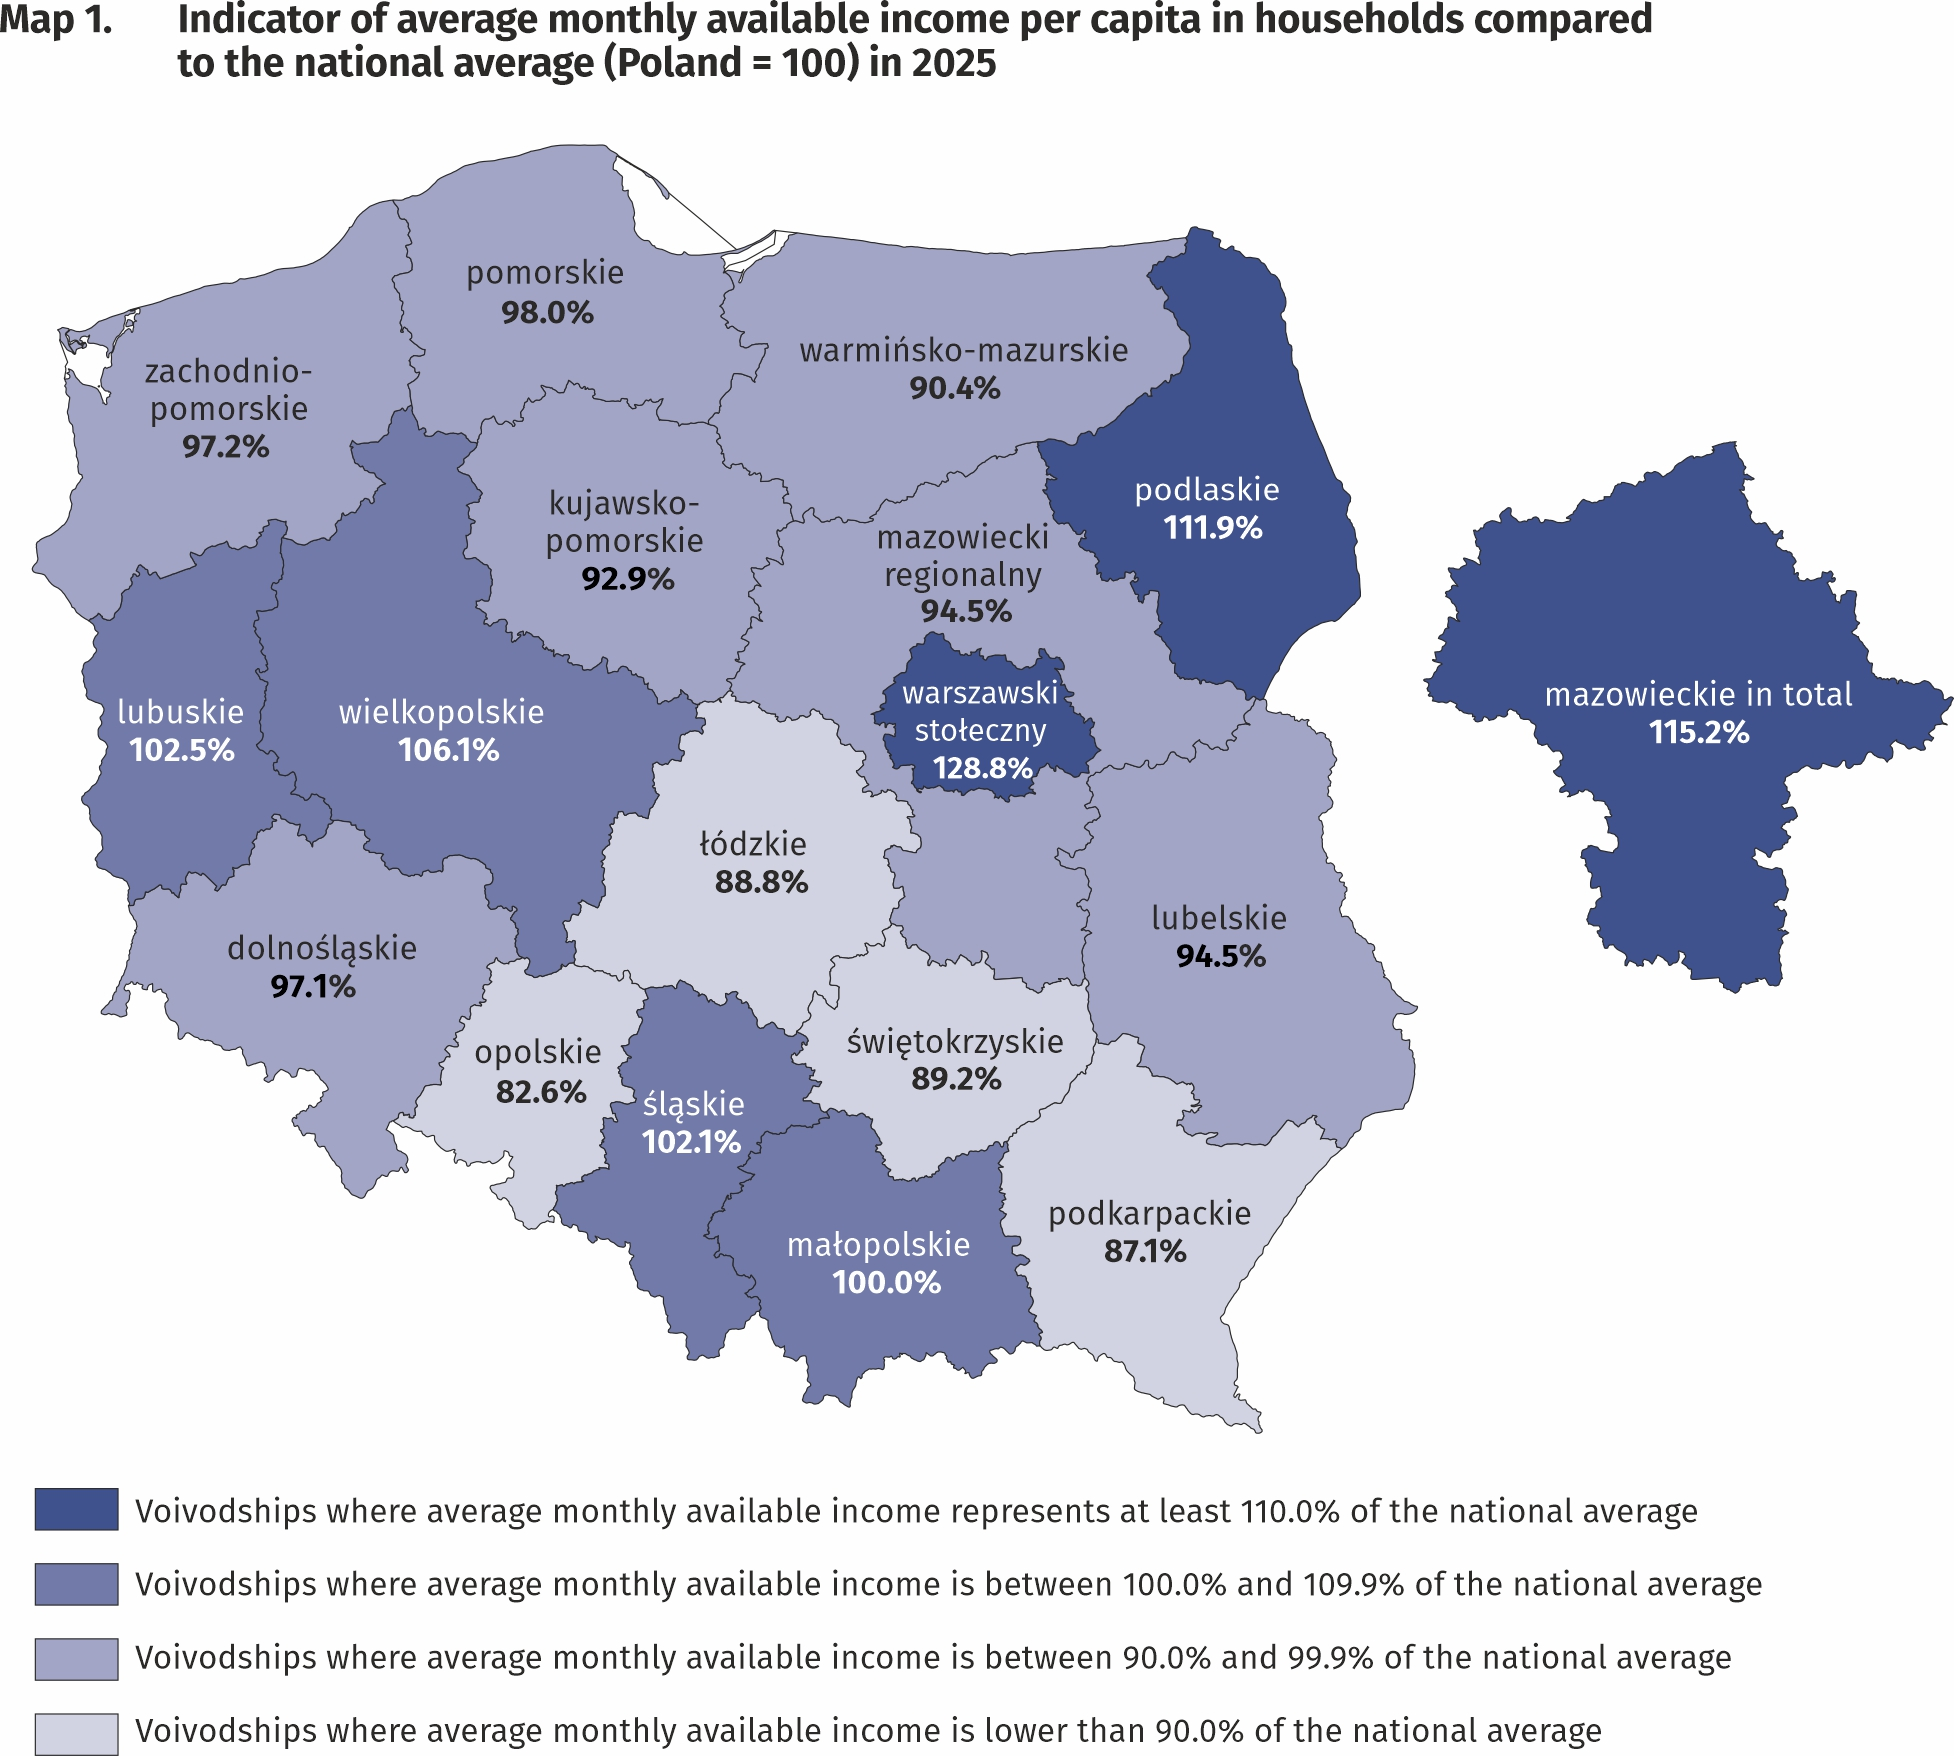 Map 1. Indicator of average monthly available income per capita in households compared
to the national average (Poland = 100) in 2025
pomorskie
98.0%
warmińsko-mazurskie
90.4%
zachodnio-
pomorskie
97.2%
podlaskie
111.9%
kujawsko-
pomorskie
92.9%
mazowiecki
regionalny
94.5%
warszawski
stołeczny
128.8%
mazowieckie in total
115.2%
lubuskie
102.5%
wielkopolskie
106.1%
łódzkie
88.8%
lubelskie
94.5%
dolnośląskie
97.1%
opolskie
82.6%
świętokrzyskie
89.2%
śląskie
102.1%
podkarpackie
87.1%
małopolskie
100.0%
Voivodships where average monthly available income represents at least 110.0% of the national average
Voivodships where average monthly available income is between 100.0% and 109.9% of the national average
Voivodships where average monthly available income is between 90.0% and 99.9% of the national average
Voivodships where average monthly available income is lower than 90.0% of the national average